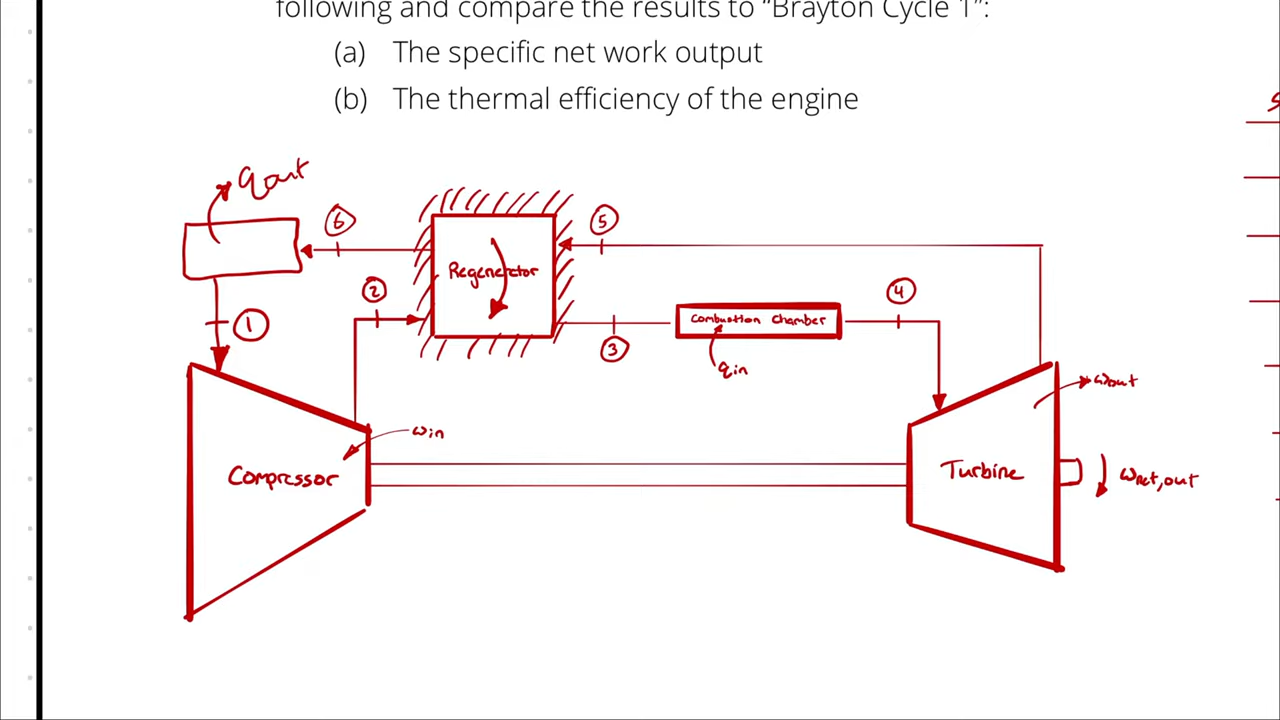 following and compare the results to “Brayton Cycle 1”:
(a) The specific net work output
(b) The thermal efficiency of the engine
qout
6
5
Regenerator
2
4
1
Combustion Chamber
3
qin
wout
win
Compressor
Turbine
wnet,out